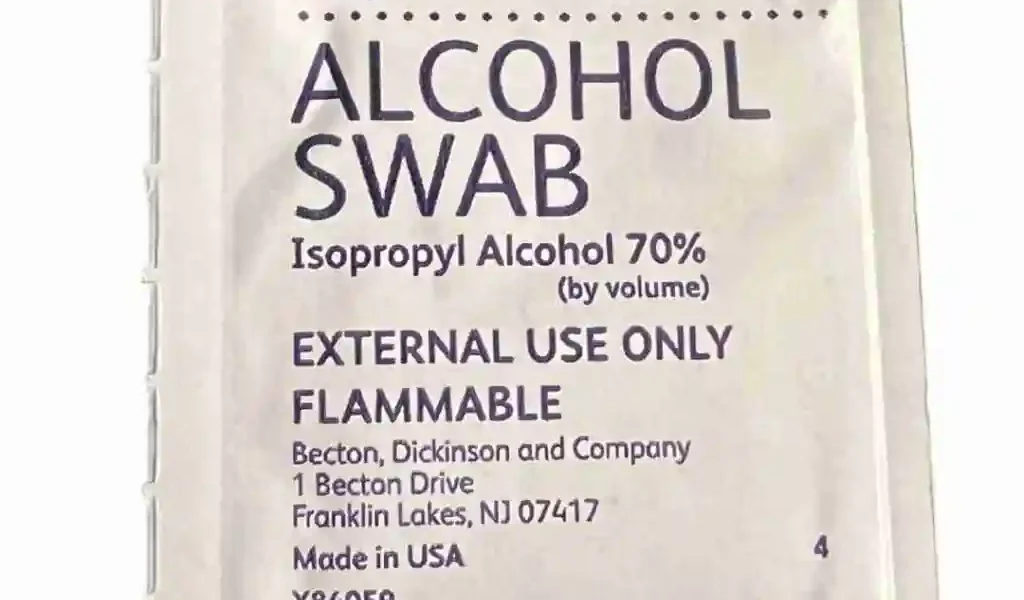 ALCOHOL
SWAB
Isopropyl Alcohol 70%
(by volume)
EXTERNAL USE ONLY
FLAMMABLE
Becton, Dickinson and Company
1 Becton Drive
Franklin Lakes, NJ 07417
Made in USA
4